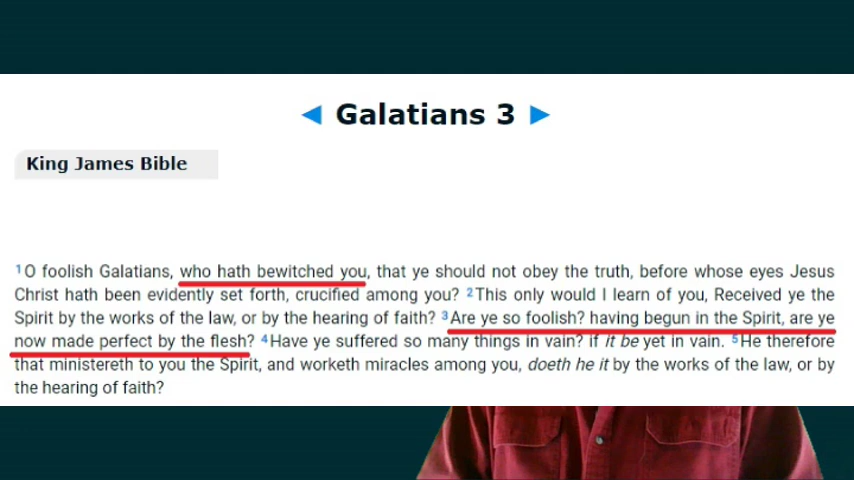 ◄ Galatians 3 ►
King James Bible
1O foolish Galatians, who hath bewitched you, that ye should not obey the truth, before whose eyes Jesus
Christ hath been evidently set forth, crucified among you? 2This only would I learn of you, Received ye the
Spirit by the works of the law, or by the hearing of faith? 3Are ye so foolish? having begun in the Spirit, are ye
now made perfect by the flesh? 4Have ye suffered so many things in vain? if it be yet in vain. 5He therefore
that ministereth to you the Spirit, and worketh miracles among you, doeth he it by the works of the law, or by
the hearing of faith?